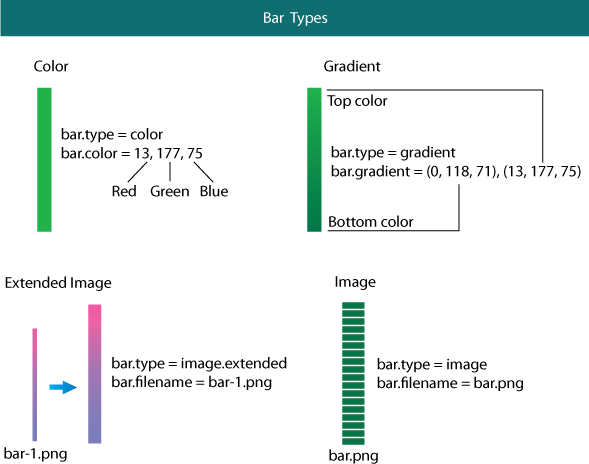 Bar Types
Color
bar.type = color
bar.color = 13, 177, 75
Red Green Blue
Gradient
Top color
bar.type = gradient
bar.gradient = (0, 118, 71), (13, 177, 75)
Bottom color
Extended Image
bar.type = image.extended
bar.filename = bar-1.png
bar-1.png
Image
bar.type = image
bar.filename = bar.png
bar.png